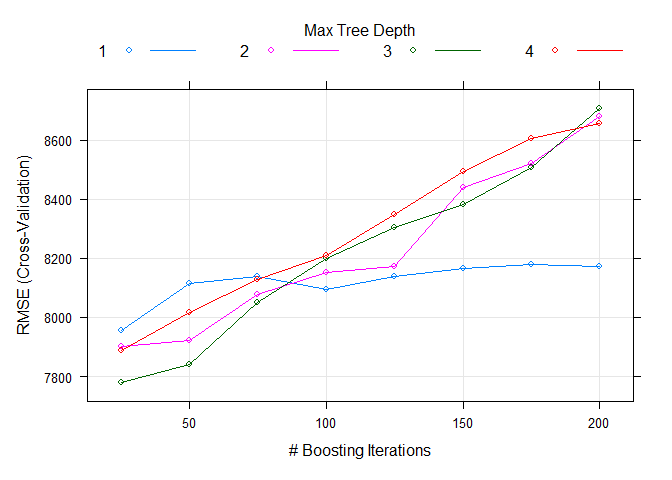 Max Tree Depth
1 2 3 4
8600
8400
8200
8000
7800
RMSE (Cross-Validation)
50 100 150 200
# Boosting Iterations